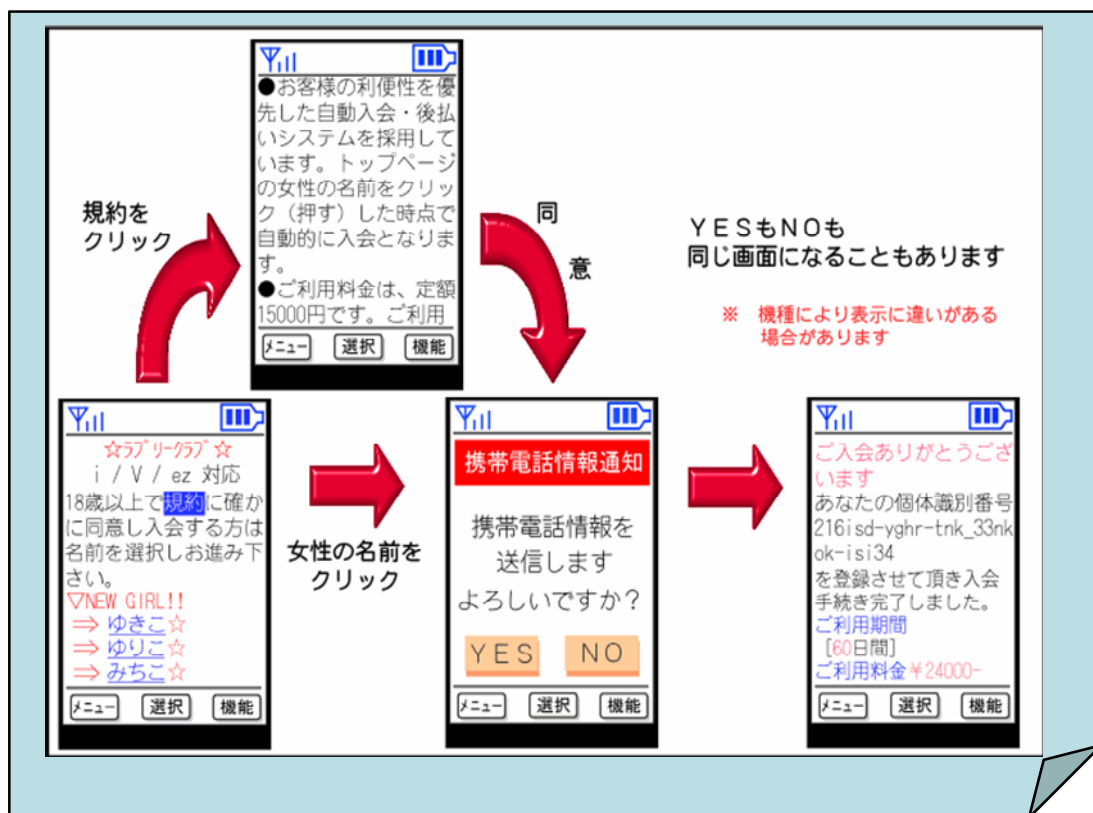 ●お客様の利便性を優
先した自動入会・後払
いシステムを採用して
います。トップページ
の女性の名前をクリッ
ク（押す）した時点で
自動的に入会となりま
す。
●ご利用料金は、定額
15000円です。ご利用
メニュー 選択 機能
規約を
クリック
同
意
ＹＥＳもＮＯも
同じ画面になることもあります
※ 機種により表示に違いがある
場合があります
☆ラブリークラブ☆
i / V / ez 対応
18歳以上で規約に確か
に同意し入会する方は
名前を選択しお進み下
さい。
▽NEW GIRL!!
⇒ ゆきこ☆
⇒ ゆりこ☆
⇒ みちこ☆
メニュー 選択 機能
女性の名前を
クリック
携帯電話情報通知
携帯電話情報を
送信します
よろしいですか？
ＹＥＳ ＮＯ
メニュー 選択 機能
ご入会ありがとうござ
います
あなたの個体識別番号
216isd-yghr-tnk_33nk
ok-isi34
を登録させて頂き入会
手続き完了しました。
ご利用期間
［60日間］
ご利用料金￥24000-
メニュー 選択 機能